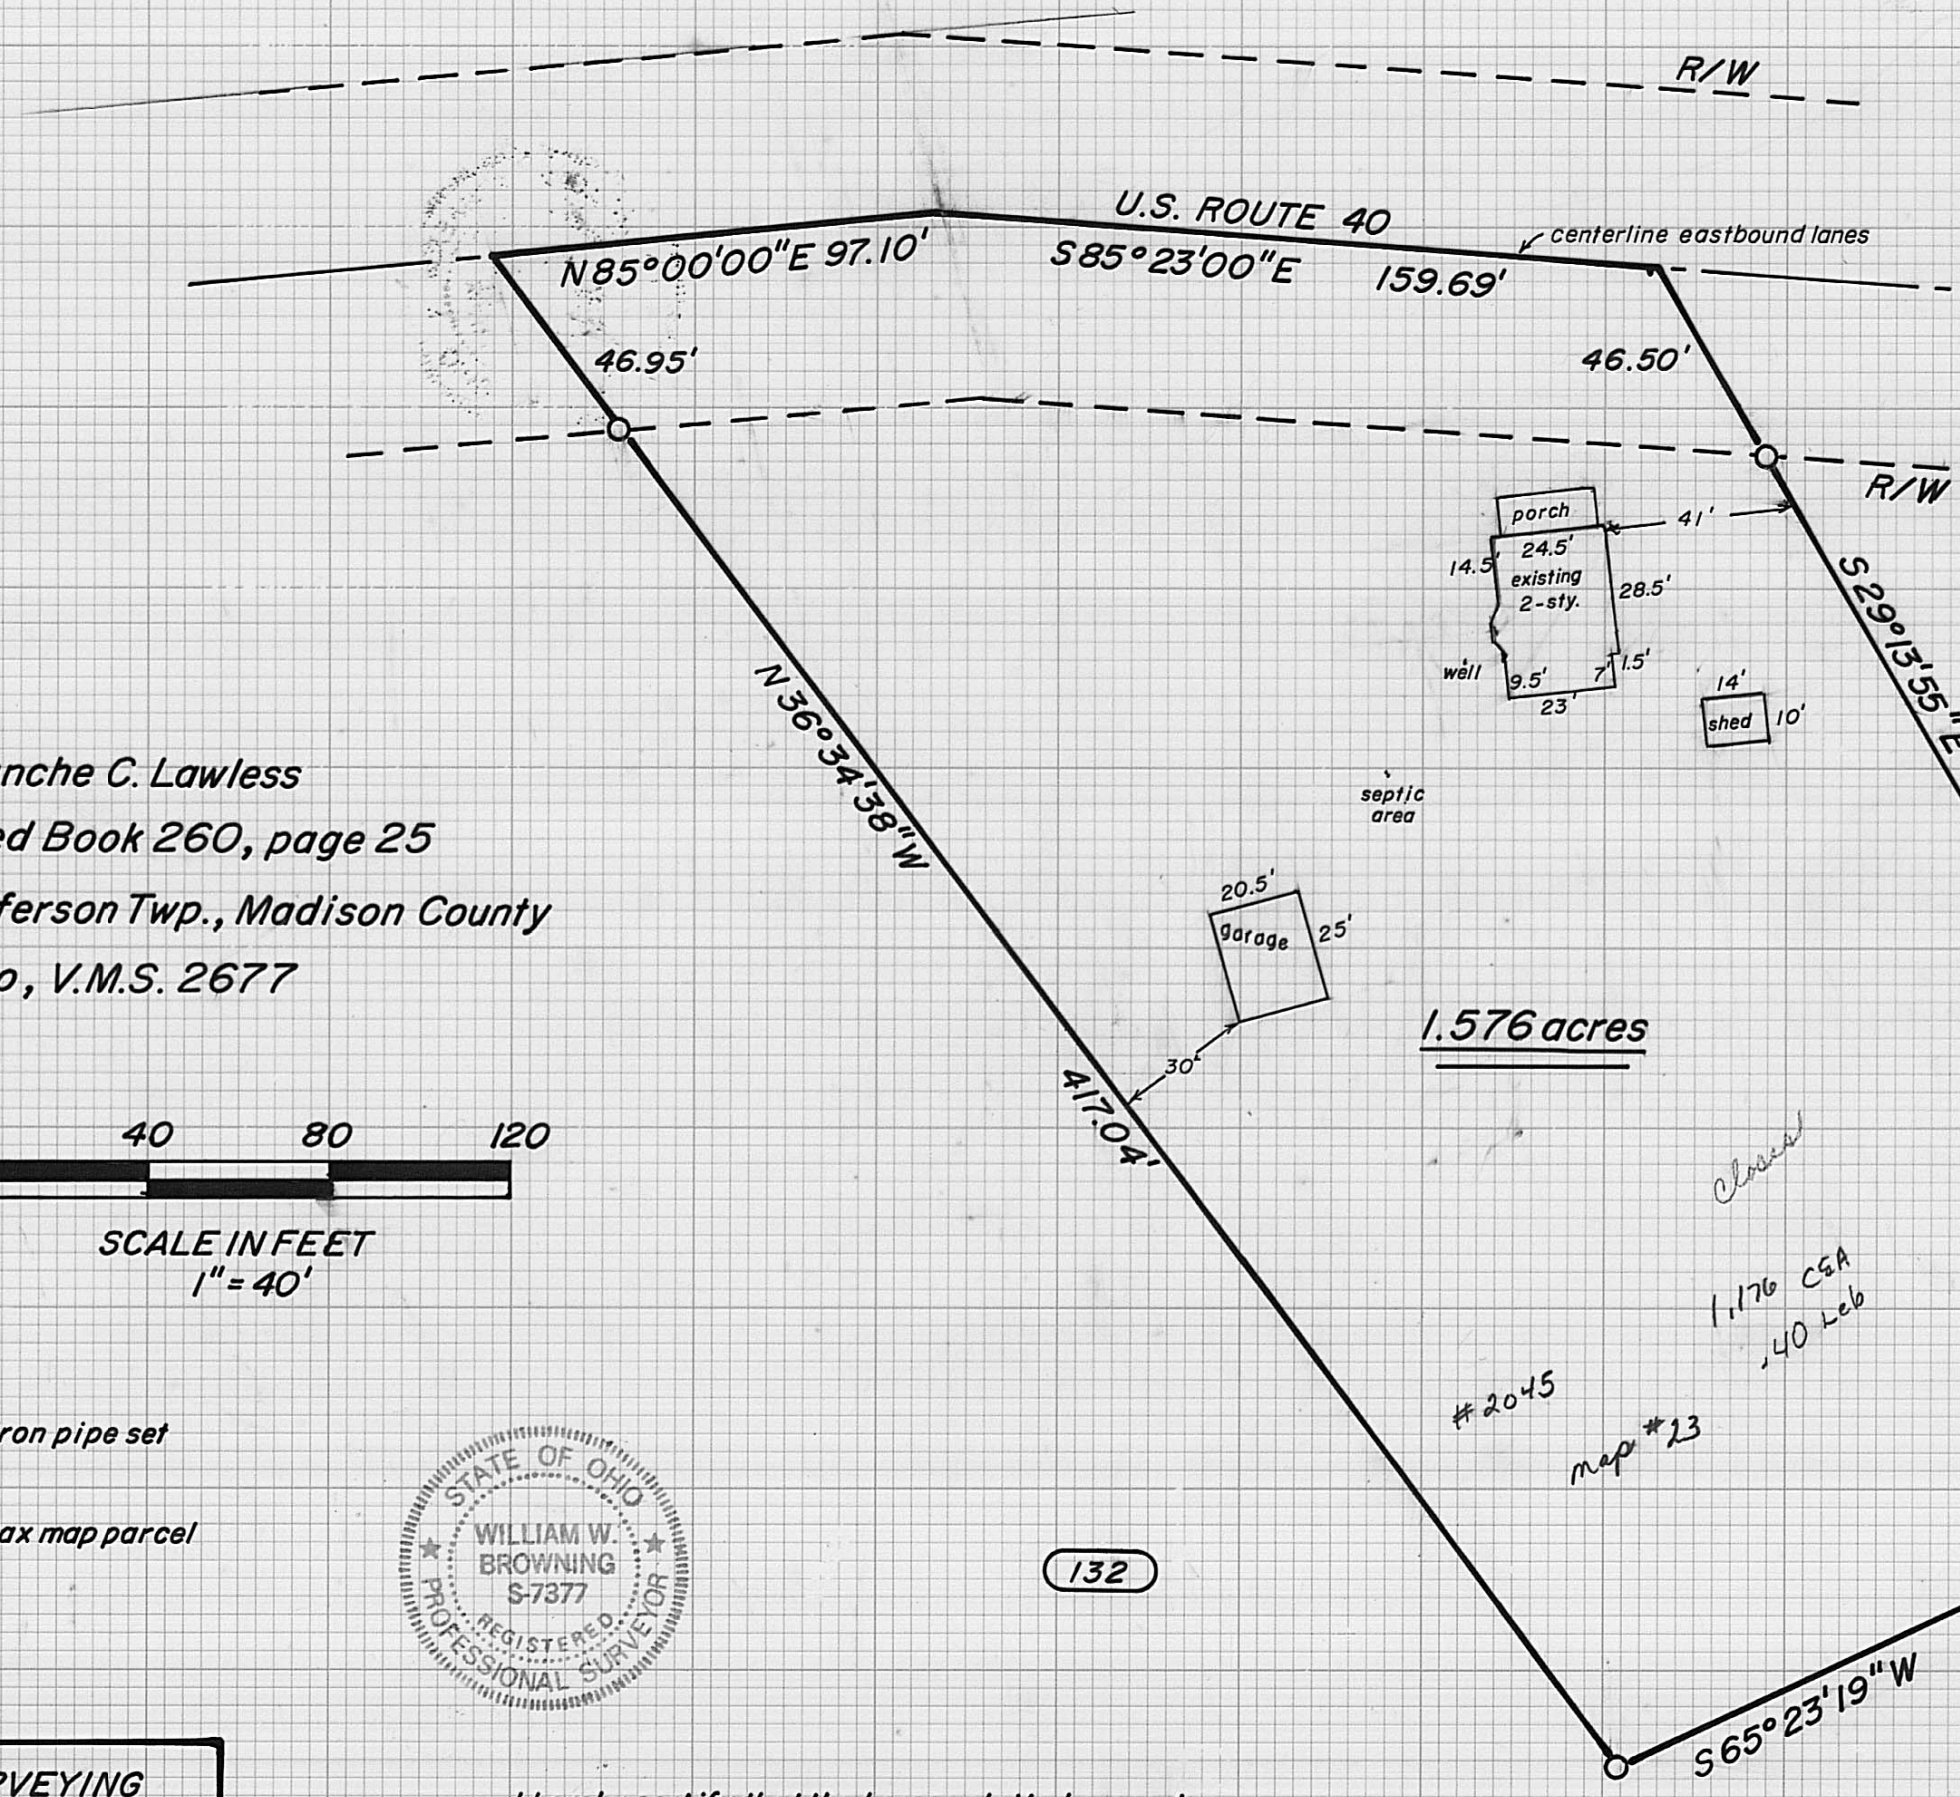 R/W
U.S. ROUTE 40
centerline eastbound lanes
N 85°00'00"E 97.10'
S 85°23'00"E 159.69'
46.95'
46.50'
R/W
porch
41'
24.5'
14.5'
existing
2-sty.
28.5'
S 29°13'55"E
well
9.5'
7'
1.5'
23'
14'
shed
10'
N 36°34'38"W
septic
area
nche C. Lawless
ed Book 260, page 25
ferson Twp., Madison County
o, V.M.S. 2677
20.5'
garage
25'
30'
1.576 acres
417.04'
40 80 120
SCALE IN FEET
1" = 40'
closes
1.176 CEA
.40 Leb
#2045
map #23
ron pipe set
ax map parcel
STATE OF OHIO
WILLIAM W.
BROWNING
S-7377
REGISTERED
PROFESSIONAL SURVEYOR
132
S 65°23'19"W
RVEYING